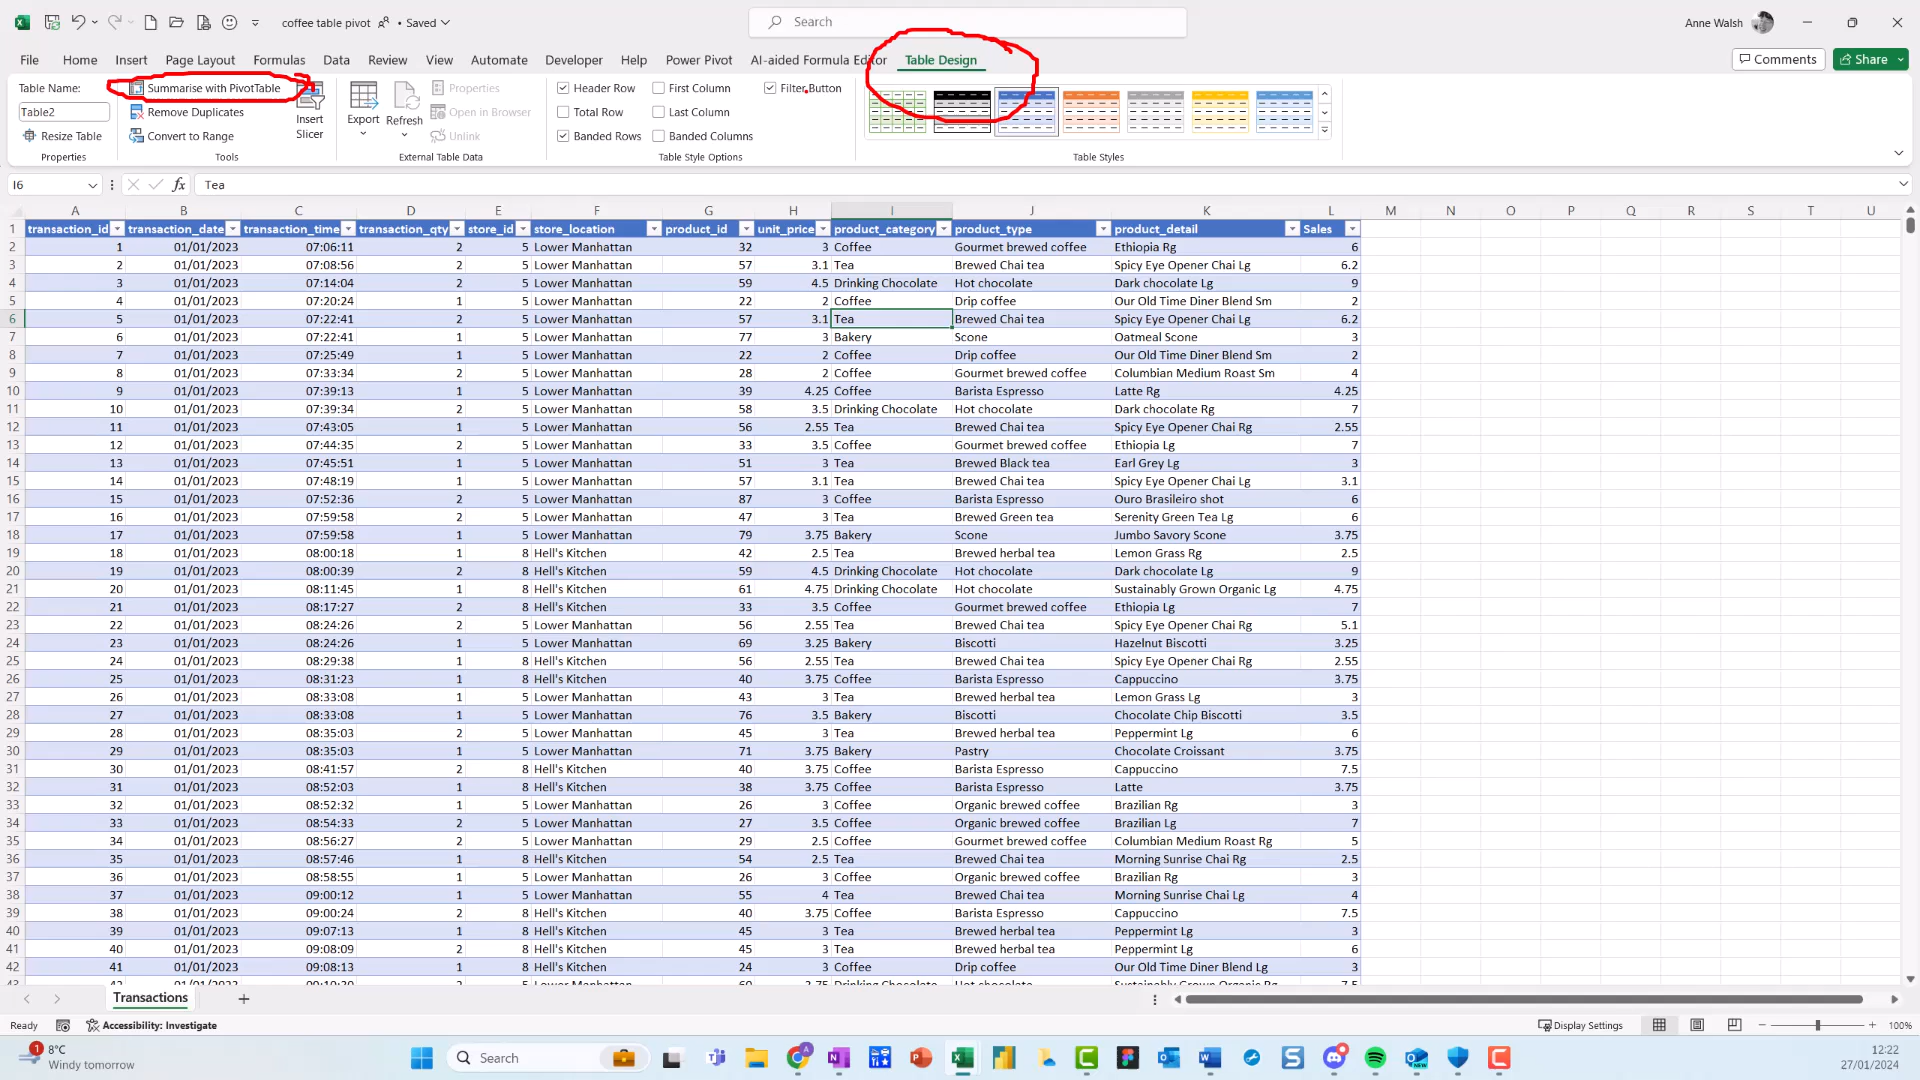 coffee table pivot • Saved
Search
Anne Walsh
File Home Insert Page Layout Formulas Data Review View Automate Developer Help Power Pivot AI-aided Formula Editor Table Design
Comments Share
Table Name: Summarise with PivotTable Properties Header Row First Column Filter Button
Table2 Remove Duplicates Insert Slicer Export Refresh Open in Browser Total Row Last Column
Resize Table Convert to Range Unlink Banded Rows Banded Columns
Properties Tools External Table Data Table Style Options Table Styles
I6 fx Tea
A B C D E F G H I J K L M N O P Q R S T U
1 transaction_id transaction_date transaction_time transaction_qty store_id store_location product_id unit_price product_category product_type product_detail Sales
2 1 01/01/2023 07:06:11 2 5 Lower Manhattan 32 3 Coffee Gourmet brewed coffee Ethiopia Rg 6
3 2 01/01/2023 07:08:56 2 5 Lower Manhattan 57 3.1 Tea Brewed Chai tea Spicy Eye Opener Chai Lg 6.2
4 3 01/01/2023 07:14:04 2 5 Lower Manhattan 59 4.5 Drinking Chocolate Hot chocolate Dark chocolate Lg 9
5 4 01/01/2023 07:20:24 1 5 Lower Manhattan 22 2 Coffee Drip coffee Our Old Time Diner Blend Sm 2
6 5 01/01/2023 07:22:41 2 5 Lower Manhattan 57 3.1 Tea Brewed Chai tea Spicy Eye Opener Chai Lg 6.2
7 6 01/01/2023 07:22:41 1 5 Lower Manhattan 77 3 Bakery Scone Oatmeal Scone 3
8 7 01/01/2023 07:25:49 1 5 Lower Manhattan 22 2 Coffee Drip coffee Our Old Time Diner Blend Sm 2
9 8 01/01/2023 07:33:34 2 5 Lower Manhattan 28 2 Coffee Gourmet brewed coffee Columbian Medium Roast Sm 4
10 9 01/01/2023 07:39:13 1 5 Lower Manhattan 39 4.25 Coffee Barista Espresso Latte Rg 4.25
11 10 01/01/2023 07:39:34 2 5 Lower Manhattan 58 3.5 Drinking Chocolate Hot chocolate Dark chocolate Rg 7
12 11 01/01/2023 07:43:05 1 5 Lower Manhattan 56 2.55 Tea Brewed Chai tea Spicy Eye Opener Chai Rg 2.55
13 12 01/01/2023 07:44:35 2 5 Lower Manhattan 33 3.5 Coffee Gourmet brewed coffee Ethiopia Lg 7
14 13 01/01/2023 07:45:51 1 5 Lower Manhattan 51 3 Tea Brewed Black tea Earl Grey Lg 3
15 14 01/01/2023 07:48:19 1 5 Lower Manhattan 57 3.1 Tea Brewed Chai tea Spicy Eye Opener Chai Lg 3.1
16 15 01/01/2023 07:52:36 2 5 Lower Manhattan 87 3 Coffee Barista Espresso Ouro Brasileiro shot 6
17 16 01/01/2023 07:59:58 2 5 Lower Manhattan 47 3 Tea Brewed Green tea Serenity Green Tea Lg 6
18 17 01/01/2023 07:59:58 1 5 Lower Manhattan 79 3.75 Bakery Scone Jumbo Savory Scone 3.75
19 18 01/01/2023 08:00:18 1 8 Hell's Kitchen 42 2.5 Tea Brewed herbal tea Lemon Grass Rg 2.5
20 19 01/01/2023 08:00:39 2 8 Hell's Kitchen 59 4.5 Drinking Chocolate Hot chocolate Dark chocolate Lg 9
21 20 01/01/2023 08:11:45 1 8 Hell's Kitchen 61 4.75 Drinking Chocolate Hot chocolate Sustainably Grown Organic Lg 4.75
22 21 01/01/2023 08:17:27 2 8 Hell's Kitchen 33 3.5 Coffee Gourmet brewed coffee Ethiopia Lg 7
23 22 01/01/2023 08:24:26 2 5 Lower Manhattan 56 2.55 Tea Brewed Chai tea Spicy Eye Opener Chai Rg 5.1
24 23 01/01/2023 08:24:26 1 5 Lower Manhattan 69 3.25 Bakery Biscotti Hazelnut Biscotti 3.25
25 24 01/01/2023 08:29:38 1 8 Hell's Kitchen 56 2.55 Tea Brewed Chai tea Spicy Eye Opener Chai Rg 2.55
26 25 01/01/2023 08:31:23 1 8 Hell's Kitchen 40 3.75 Coffee Barista Espresso Cappuccino 3.75
27 26 01/01/2023 08:33:08 1 5 Lower Manhattan 43 3 Tea Brewed herbal tea Lemon Grass Lg 3
28 27 01/01/2023 08:33:08 1 5 Lower Manhattan 76 3.5 Bakery Biscotti Chocolate Chip Biscotti 3.5
29 28 01/01/2023 08:35:03 2 5 Lower Manhattan 45 3 Tea Brewed herbal tea Peppermint Lg 6
30 29 01/01/2023 08:35:03 1 5 Lower Manhattan 71 3.75 Bakery Pastry Chocolate Croissant 3.75
31 30 01/01/2023 08:41:57 2 8 Hell's Kitchen 40 3.75 Coffee Barista Espresso Cappuccino 7.5
32 31 01/01/2023 08:52:03 1 8 Hell's Kitchen 38 3.75 Coffee Barista Espresso Latte 3.75
33 32 01/01/2023 08:52:32 1 5 Lower Manhattan 26 3 Coffee Organic brewed coffee Brazilian Rg 3
34 33 01/01/2023 08:54:33 2 5 Lower Manhattan 27 3.5 Coffee Organic brewed coffee Brazilian Lg 7
35 34 01/01/2023 08:56:27 2 5 Lower Manhattan 29 2.5 Coffee Gourmet brewed coffee Columbian Medium Roast Rg 5
36 35 01/01/2023 08:57:46 1 8 Hell's Kitchen 54 2.5 Tea Brewed Chai tea Morning Sunrise Chai Rg 2.5
37 36 01/01/2023 08:58:55 1 5 Lower Manhattan 26 3 Coffee Organic brewed coffee Brazilian Rg 3
38 37 01/01/2023 09:00:12 1 5 Lower Manhattan 55 4 Tea Brewed Chai tea Morning Sunrise Chai Lg 4
39 38 01/01/2023 09:00:24 2 8 Hell's Kitchen 40 3.75 Coffee Barista Espresso Cappuccino 7.5
40 39 01/01/2023 09:07:13 1 8 Hell's Kitchen 45 3 Tea Brewed herbal tea Peppermint Lg 3
41 40 01/01/2023 09:08:09 2 8 Hell's Kitchen 45 3 Tea Brewed herbal tea Peppermint Lg 6
42 41 01/01/2023 09:08:13 1 8 Hell's Kitchen 24 3 Coffee Drip coffee Our Old Time Diner Blend Lg 3
Transactions
Ready Accessibility: Investigate Display Settings 100%
1 8°C
Windy tomorrow
Search
12:22
27/01/2024